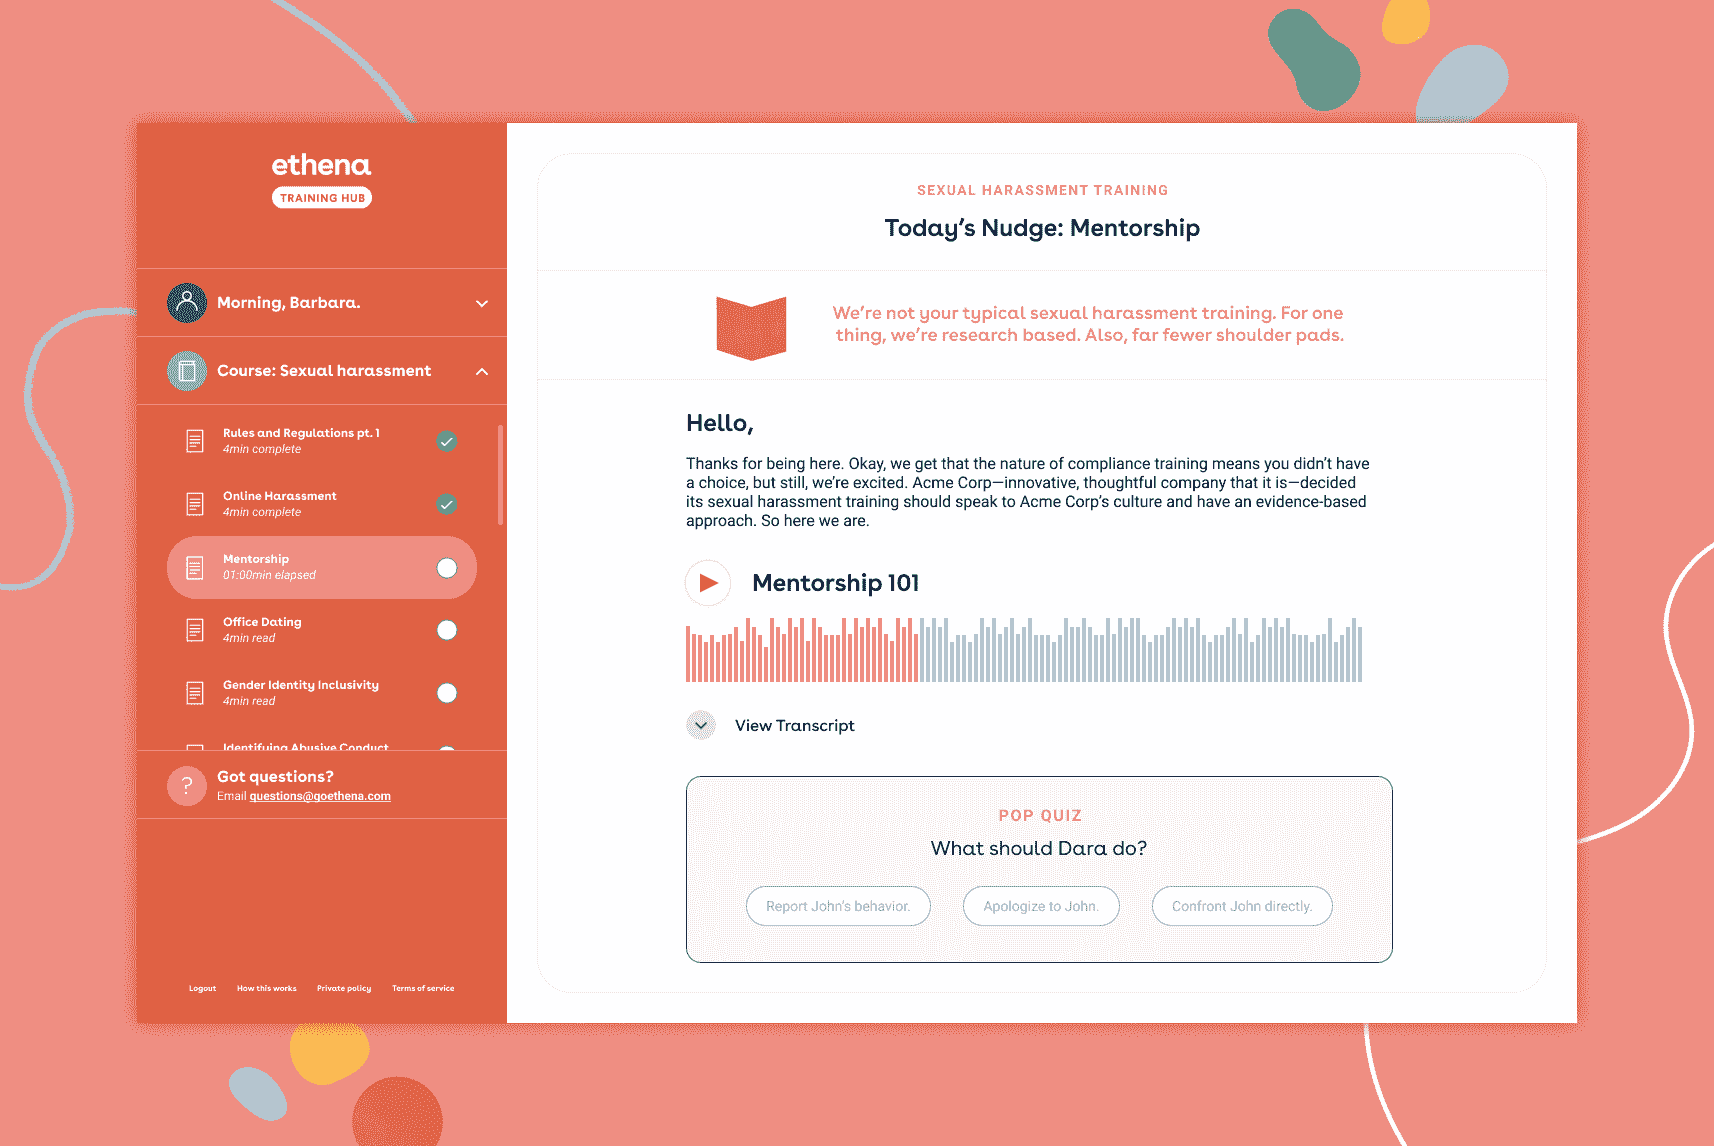 ethena
TRAINING HUB
Morning, Barbara.
Course: Sexual harassment
Rules and Regulations pt. 1
4min complete
Online Harassment
4min complete
Mentorship
01:00min elapsed
Office Dating
4min read
Gender Identity Inclusivity
4min read
Identifying Abusive Conduct
?
Got questions?
Email questions@goethena.com
Logout
How this works
Private policy
Terms of service
SEXUAL HARASSMENT TRAINING
Today's Nudge: Mentorship
We're not your typical sexual harassment training. For one
thing, we're research based. Also, far fewer shoulder pads.
Hello,
Thanks for being here. Okay, we get that the nature of compliance training means you didn't have
a choice, but still, we're excited. Acme Corp—innovative, thoughtful company that it is—decided
its sexual harassment training should speak to Acme Corp's culture and have an evidence-based
approach. So here we are.
Mentorship 101
View Transcript
POP QUIZ
What should Dara do?
Report John's behavior.
Apologize to John.
Confront John directly.